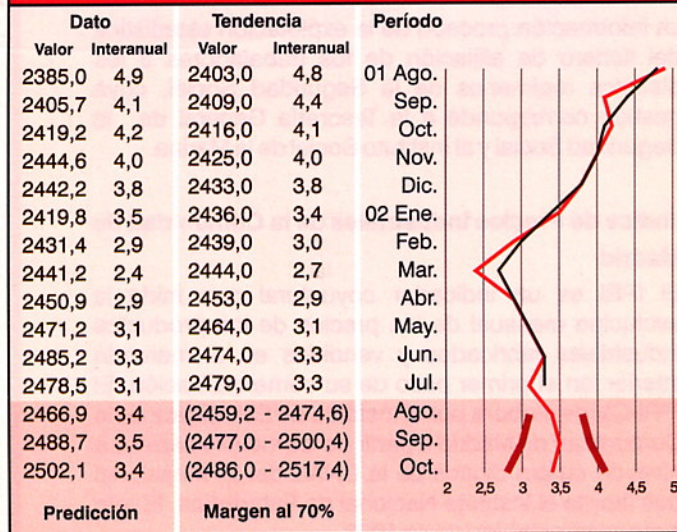 Dato Tendencia Período
Valor Interanual Valor Interanual
2385,0 4,9 2403,0 4,8 01 Ago.
2405,7 4,1 2409,0 4,4 Sep.
2419,2 4,2 2416,0 4,1 Oct.
2444,6 4,0 2425,0 4,0 Nov.
2442,2 3,8 2433,0 3,8 Dic.
2419,8 3,5 2436,0 3,4 02 Ene.
2431,4 2,9 2439,0 3,0 Feb.
2441,2 2,4 2444,0 2,7 Mar.
2450,9 2,9 2453,0 2,9 Abr.
2471,2 3,1 2464,0 3,1 May.
2485,2 3,3 2474,0 3,3 Jun.
2478,5 3,1 2479,0 3,3 Jul.
2466,9 3,4 (2459,2 - 2474,6) Ago.
2488,7 3,5 (2477,0 - 2500,4) Sep.
2502,1 3,4 (2486,0 - 2517,4) Oct.
2 2,5 3 3,5 4 4,5 5
Predicción Margen al 70%